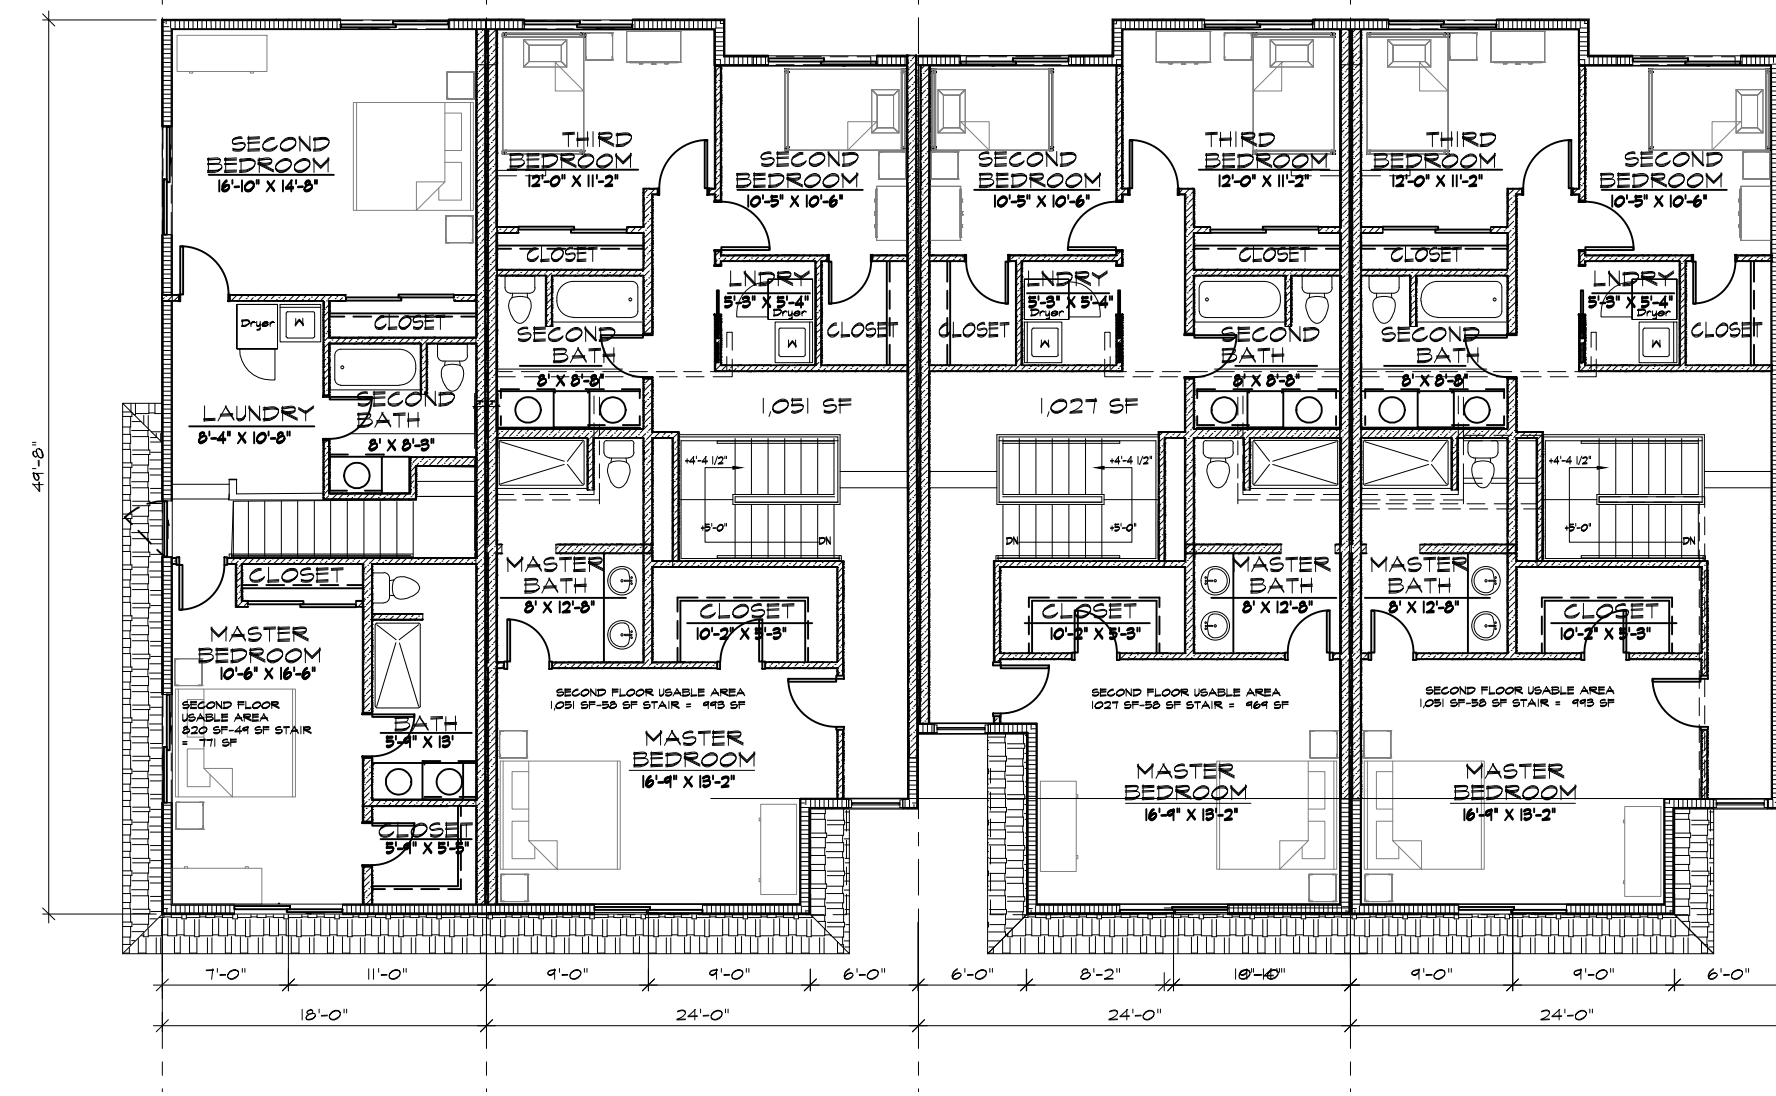 SECOND
BEDROOM
16'-10" X 14'-8"
Dryer
W
CLOSET
LAUNDRY
8'-4" X 10'-8"
SECOND
BATH
8' X 8'-3"
CLOSET
MASTER
BEDROOM
10'-6" X 16'-6"
SECOND FLOOR
USABLE AREA
820 SF-49 SF STAIR
= 771 SF
BATH
5'-9" X 13'
CLOSET
5'-9" X 5'-5"
49'-8"
THIRD
BEDROOM
12'-0" X 11'-2"
SECOND
BEDROOM
10'-5" X 10'-6"
CLOSET
LNDRY
5'-3" X 5'-4"
Dryer
W
CLOSET
SECOND
BATH
8' X 8'-8"
1,051 SF
+4'-4 1/2"
+5'-0"
DN
MASTER
BATH
8' X 12'-8"
CLOSET
10'-2" X 5'-3"
SECOND FLOOR USABLE AREA
1,051 SF-58 SF STAIR = 993 SF
MASTER
BEDROOM
16'-9" X 13'-2"
SECOND
BEDROOM
10'-5" X 10'-6"
THIRD
BEDROOM
12'-0" X 11'-2"
CLOSET
LNDRY
5'-3" X 5'-4"
Dryer
W
CLOSET
SECOND
BATH
8' X 8'-8"
1,027 SF
+4'-4 1/2"
+5'-0"
DN
MASTER
BATH
8' X 12'-8"
CLOSET
10'-2" X 5'-3"
SECOND FLOOR USABLE AREA
1027 SF-58 SF STAIR = 969 SF
MASTER
BEDROOM
16'-9" X 13'-2"
THIRD
BEDROOM
12'-0" X 11'-2"
SECOND
BEDROOM
10'-5" X 10'-6"
CLOSET
LNDRY
5'-3" X 5'-4"
Dryer
W
CLOSET
SECOND
BATH
8' X 8'-8"
+4'-4 1/2"
+5'-0"
DN
MASTER
BATH
8' X 12'-8"
CLOSET
10'-2" X 5'-3"
SECOND FLOOR USABLE AREA
1,051 SF-58 SF STAIR = 993 SF
MASTER
BEDROOM
16'-9" X 13'-2"
7'-0" 11'-0" 9'-0" 9'-0" 6'-0" 6'-0" 8'-2" 9'-0" 9'-0" 6'-0"
18'-0" 24'-0" 24'-0" 24'-0"